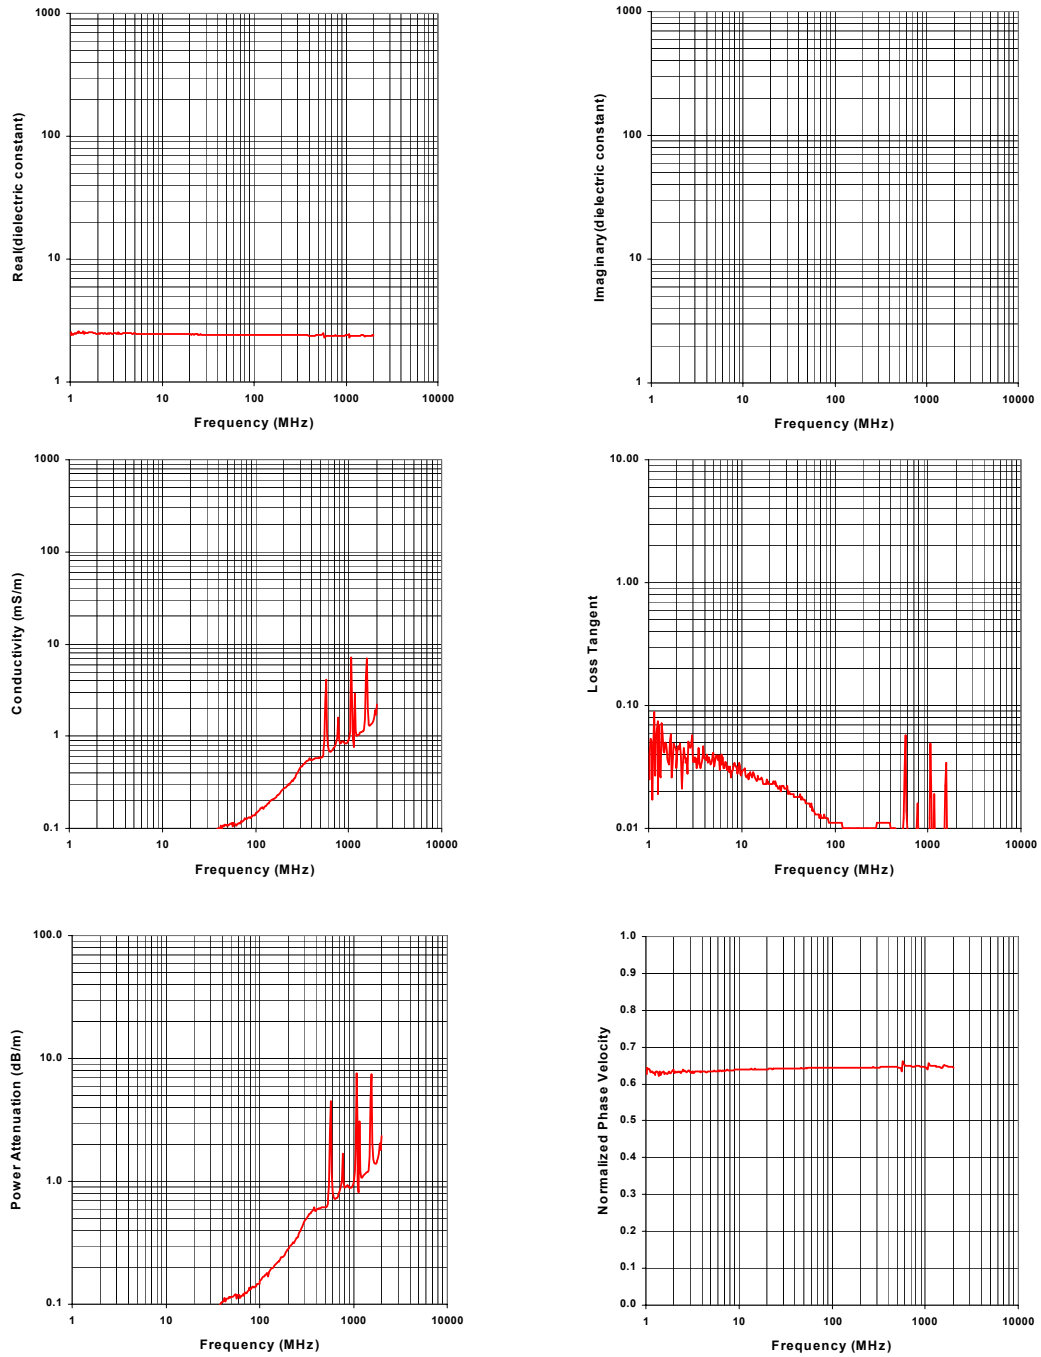 1000
100
10
1
Real(dielectric constant)
1 10 100 1000 10000
Frequency (MHz)
1000
100
10
1
Imaginary(dielectric constant)
1 10 100 1000 10000
Frequency (MHz)
1000
100
10
1
0.1
Conductivity (mS/m)
1 10 100 1000 10000
Frequency (MHz)
10.00
1.00
0.10
0.01
Loss Tangent
1 10 100 1000 10000
Frequency (MHz)
100.0
10.0
1.0
0.1
Power Attenuation (dB/m)
1 10 100 1000 10000
Frequency (MHz)
1.0
0.9
0.8
0.7
0.6
0.5
0.4
0.3
0.2
0.1
0.0
Normalized Phase Velocity
1 10 100 1000 10000
Frequency (MHz)